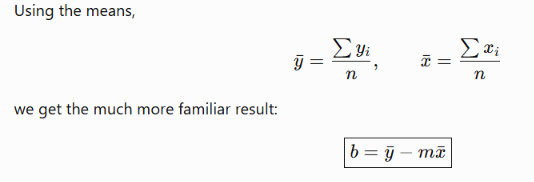 Using the means,
ȳ = ∑ yᵢ / n ,  x̄ = ∑ xᵢ / n
we get the much more familiar result:
b = ȳ − mx̄